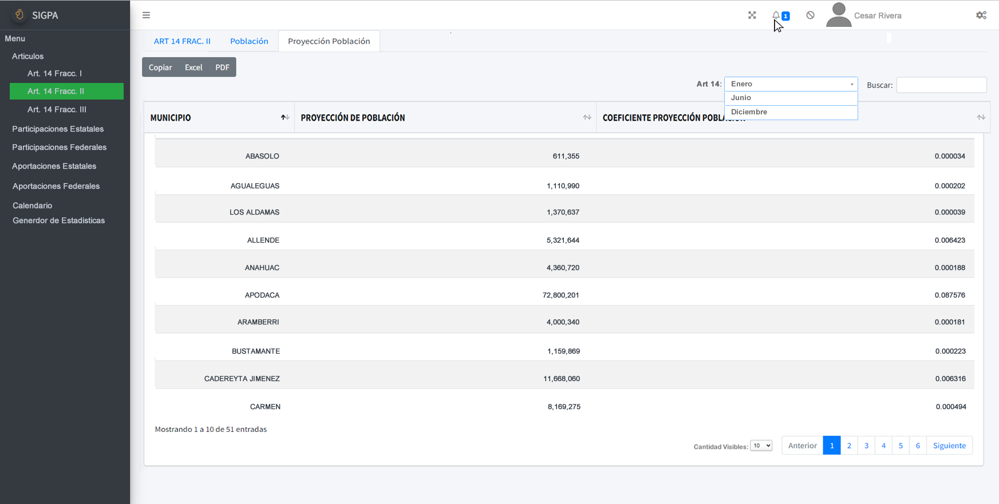 SIGPA
Menu
Articulos
Art. 14 Fracc. I
Art. 14 Fracc. II
Art. 14 Fracc. III
Participaciones Estatales
Participaciones Federales
Aportaciones Estatales
Aportaciones Federales
Calendario
Generdor de Estadisticas
1
Cesar Rivera
ART 14 FRAC. II Población Proyección Población
Copiar Excel PDF
Art 14: Enero Buscar:
Junio
Diciembre
MUNICIPIO PROYECCIÓN DE POBLACIÓN COEFICIENTE PROYECCIÓN POBLACIÓN
ABASOLO 611,355 0.000034
AGUALEGUAS 1,110,990 0.000202
LOS ALDAMAS 1,370,637 0.000039
ALLENDE 5,321,644 0.006423
ANAHUAC 4,360,720 0.000188
APODACA 72,800,201 0.087576
ARAMBERRI 4,000,340 0.000181
BUSTAMANTE 1,159,869 0.000223
CADEREYTA JIMENEZ 11,668,060 0.006316
CARMEN 8,169,275 0.000494
Mostrando 1 a 10 de 51 entradas
Cantidad Visibles: 10 Anterior 1 2 3 4 5 6 Siguiente